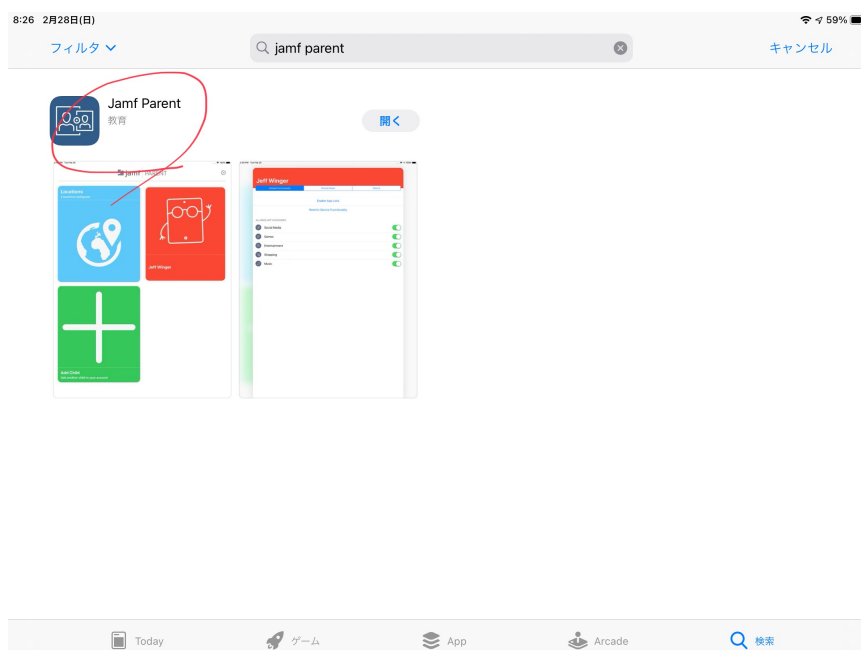 8:26 2月28日(日)
59%
フィルタ
jamf parent
キャンセル
Jamf Parent
教育
開く
jamf PARENT
Locations
Jeff Winger
Add Child
Jeff Winger
Social Media
Games
Entertainment
Shopping
Music
Today
ゲーム
App
Arcade
検索